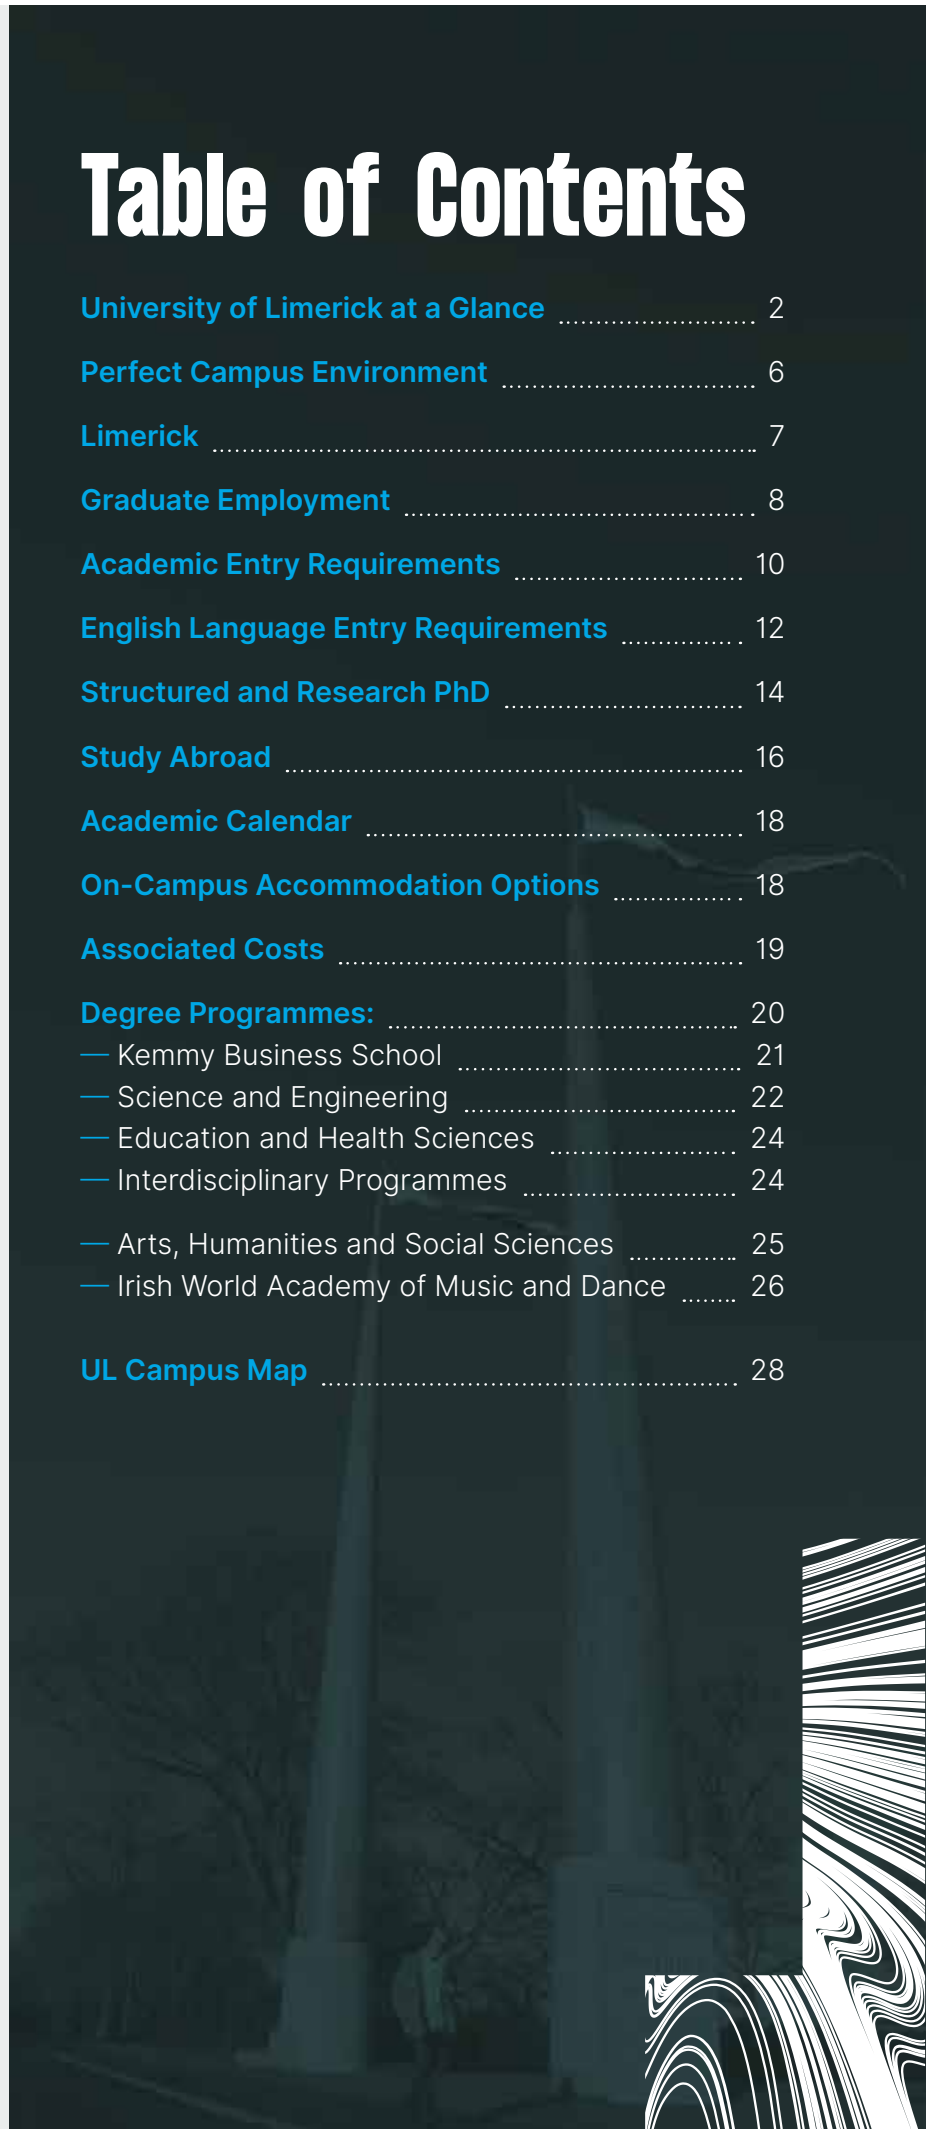 Table of Contents
University of Limerick at a Glance 2
Perfect Campus Environment 6
Limerick 7
Graduate Employment 8
Academic Entry Requirements 10
English Language Entry Requirements 12
Structured and Research PhD 14
Study Abroad 16
Academic Calendar 18
On-Campus Accommodation Options 18
Associated Costs 19
Degree Programmes: 20
— Kemmy Business School 21
— Science and Engineering 22
— Education and Health Sciences 24
— Interdisciplinary Programmes 24
— Arts, Humanities and Social Sciences 25
— Irish World Academy of Music and Dance 26
UL Campus Map 28